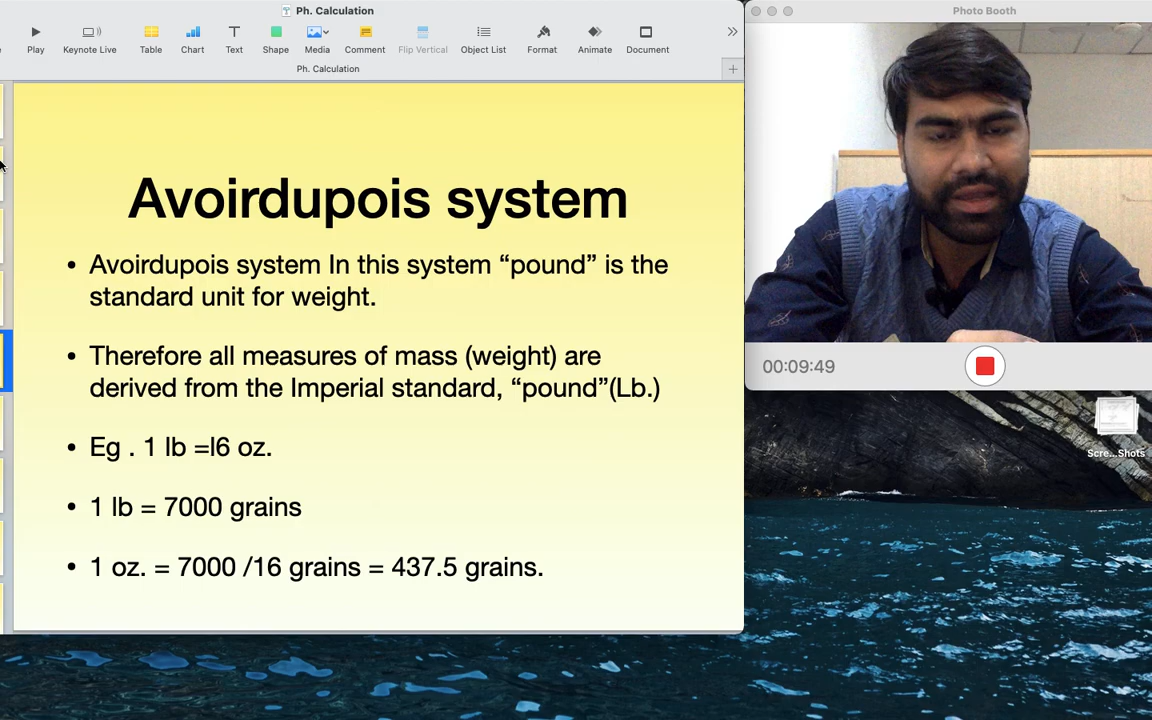 Ph. Calculation
Play
Keynote Live
Table
Chart
Text
Shape
Media
Comment
Flip Vertical
Object List
Format
Animate
Document
Ph. Calculation
Avoirdupois system
• Avoirdupois system In this system “pound” is the
standard unit for weight.
• Therefore all measures of mass (weight) are
derived from the Imperial standard, “pound”(Lb.)
• Eg . 1 lb =l6 oz.
• 1 lb = 7000 grains
• 1 oz. = 7000 /16 grains = 437.5 grains.
Photo Booth
00:09:49
Scre...Shots